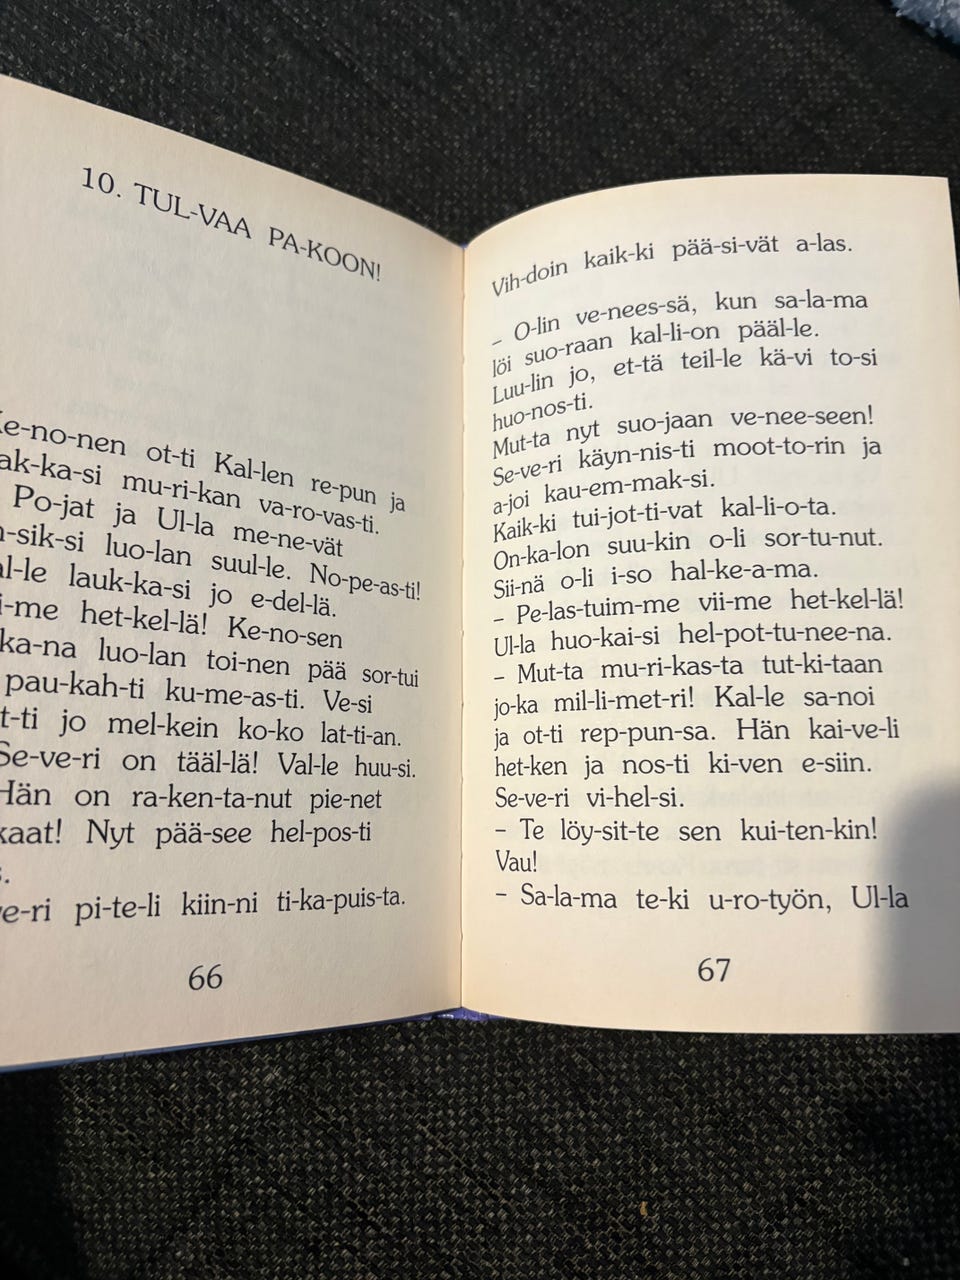 10. TUL-VAA PA-KOON!
ot-ti Kal-len re-pun ja
mu-ri-kan va-ro-vas-ti.
Po-jat ja Ul-la me-ne-vät
luo-lan suul-le. No-pe-as-ti!
lauk-ka-si jo e-del-lä.
het-kel-lä! Ke-no-sen
luo-lan toi-nen pää sor-tui
pau-kah-ti ku-me-as-ti. Ve-si
jo mel-kein ko-ko lat-ti-an.
Se-ve-ri on tääl-lä! Val-le huu-si.
Hän on ra-ken-ta-nut pie-net
Nyt pää-see hel-pos-ti
pi-te-li kiin-ni ti-ka-puis-ta.
66
Vih-doin kaik-ki pää-si-vät a-las.
– O-lin ve-nees-sä, kun sa-la-ma
löi suo-raan kal-li-on pääl-le.
Luu-lin jo, et-tä teil-le kä-vi to-si
huo-nos-ti.
Mut-ta nyt suo-jaan ve-nee-seen!
Se-ve-ri käyn-nis-ti moot-to-rin ja
a-joi kau-em-mak-si.
Kaik-ki tui-jot-ti-vat kal-li-o-ta.
On-ka-lon suu-kin o-li sor-tu-nut.
Sii-nä o-li i-so hal-ke-a-ma.
– Pe-las-tuim-me vii-me het-kel-lä!
Ul-la huo-kai-si hel-pot-tu-nee-na.
– Mut-ta mu-ri-kas-ta tut-ki-taan
jo-ka mil-li-met-ri! Kal-le sa-noi
ja ot-ti rep-pun-sa. Hän kai-ve-li
het-ken ja nos-ti ki-ven e-siin.
Se-ve-ri vi-hel-si.
– Te löy-sit-te sen kui-ten-kin!
Vau!
– Sa-la-ma te-ki u-ro-työn, Ul-la
67